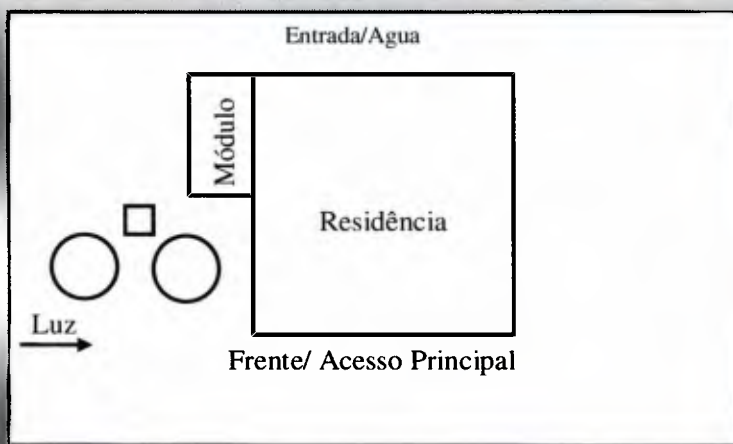 Entrada/Agua
Módulo
Residência
Luz
Frente/ Acesso Principal